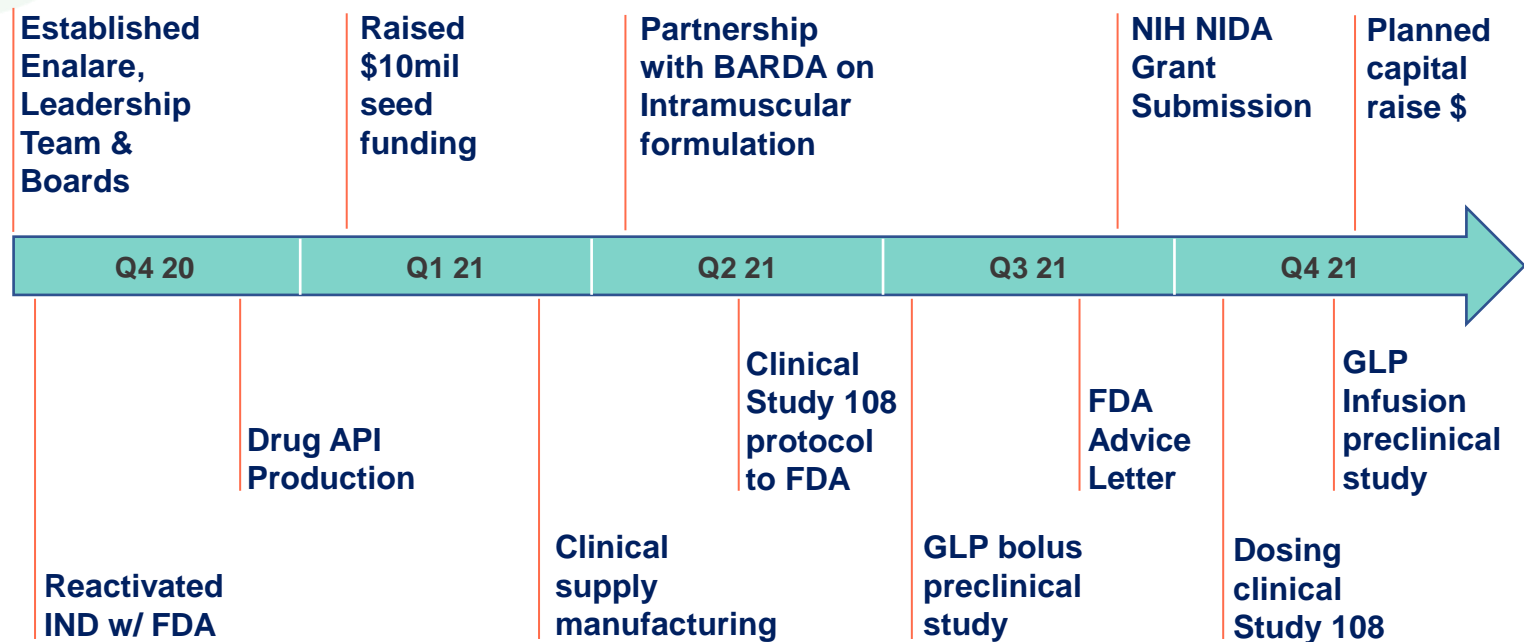 Established
Enalare,
Leadership
Team &
Boards
Raised
$10mil
seed
funding
Partnership
with BARDA on
Intramuscular
formulation
NIH NIDA
Grant
Submission
Planned
capital
raise $
Q4 20
Q1 21
Q2 21
Q3 21
Q4 21
Reactivated
IND w/ FDA
Drug API
Production
Clinical
supply
manufacturing
Clinical
Study 108
protocol
to FDA
GLP bolus
preclinical
study
FDA
Advice
Letter
Dosing
clinical
Study 108
GLP
Infusion
preclinical
study